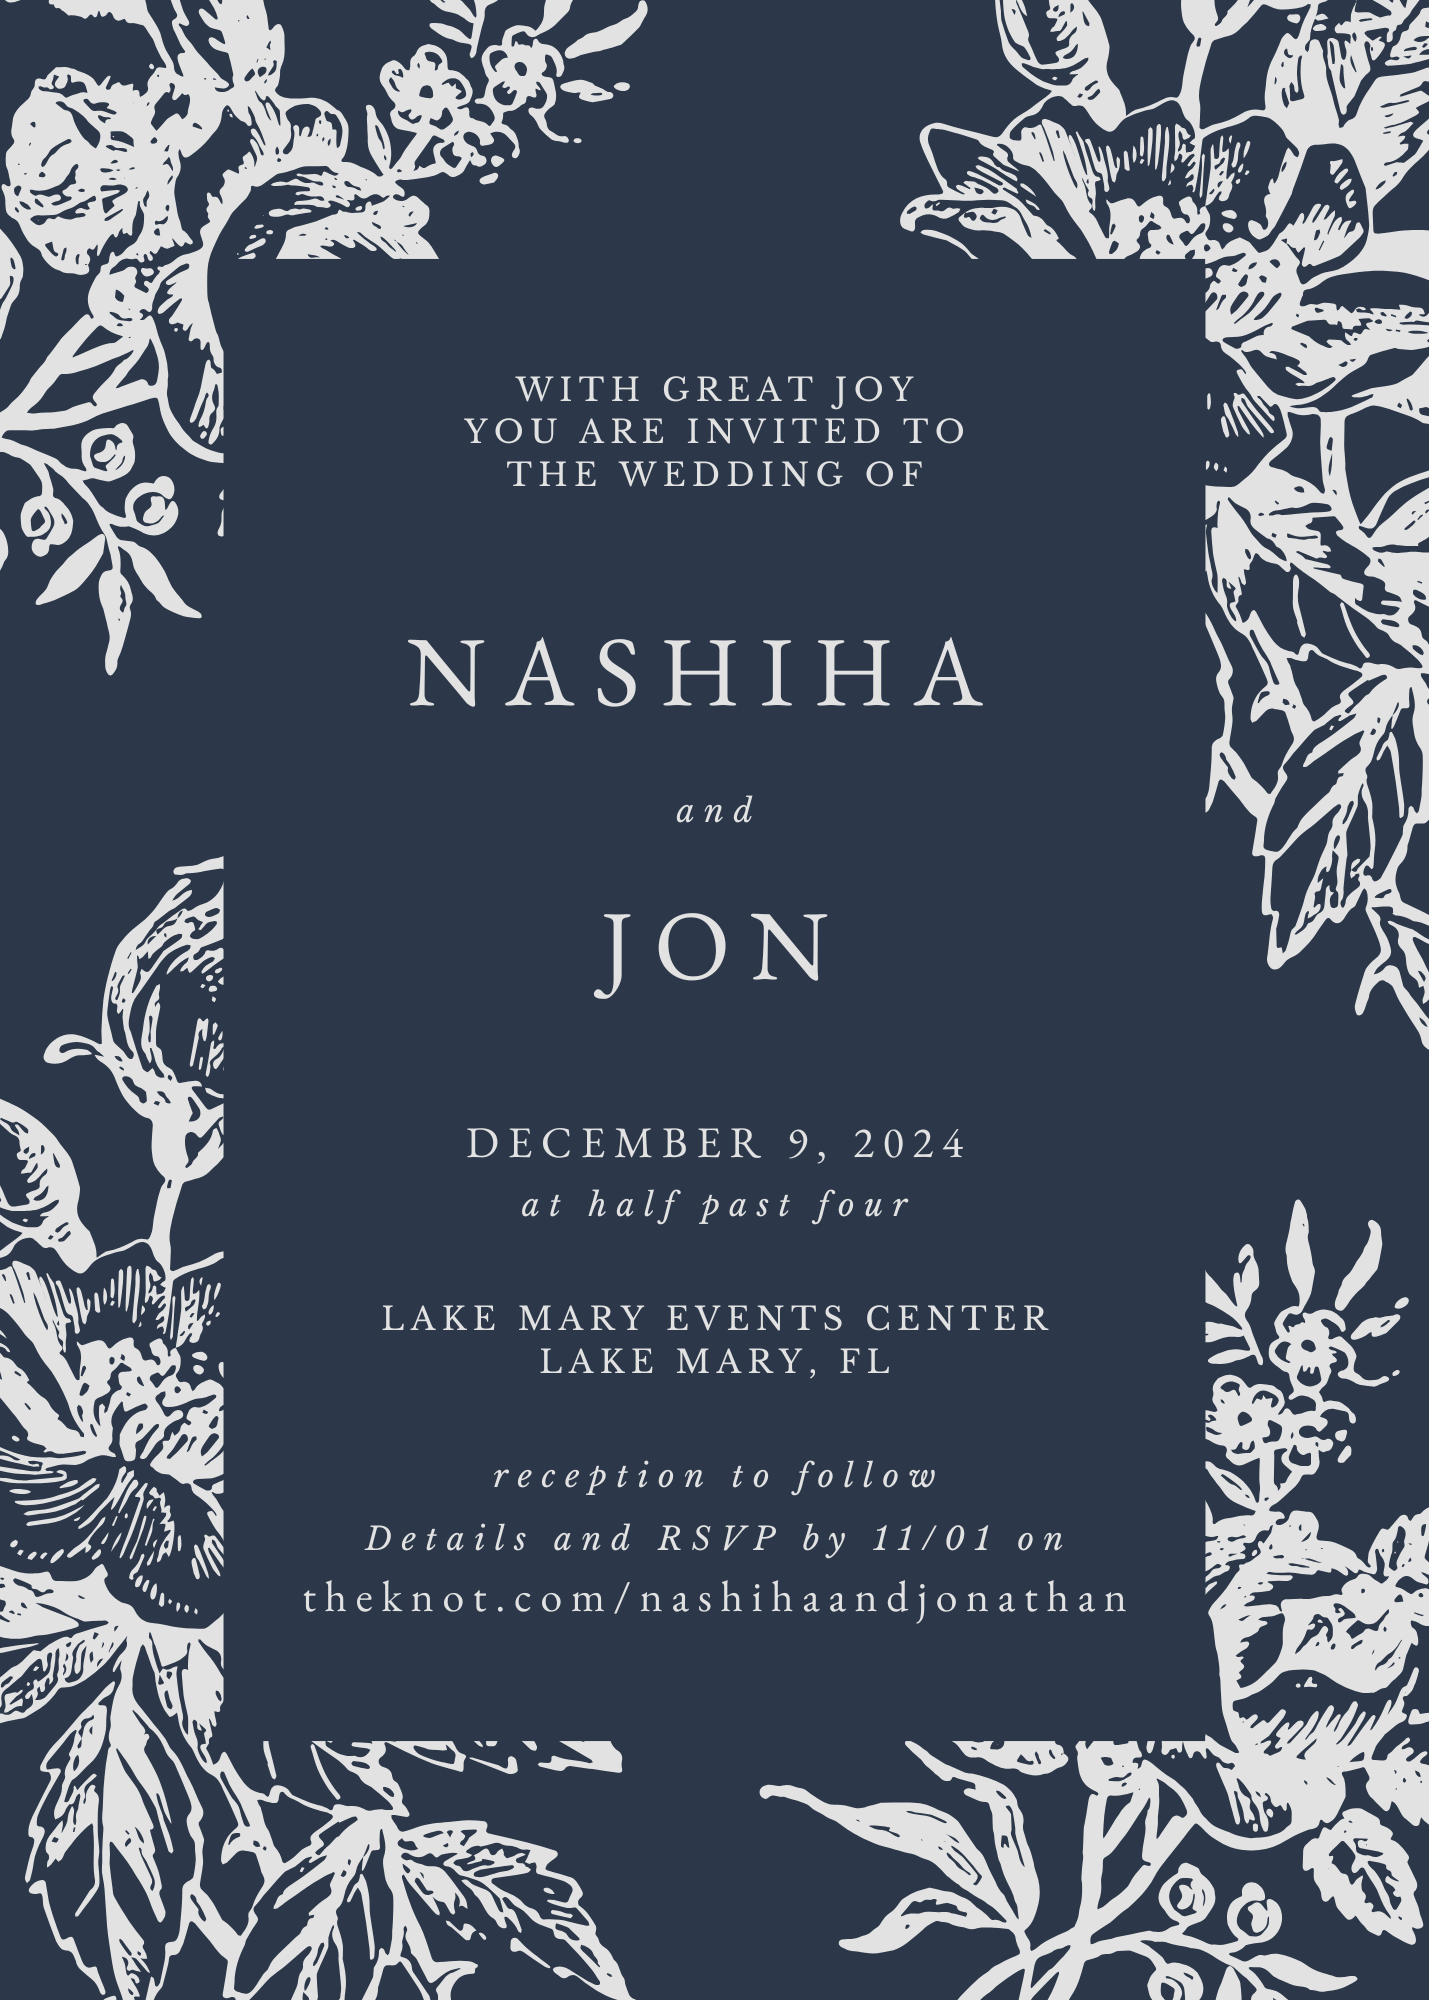 WITH GREAT JOY
YOU ARE INVITED TO
THE WEDDING OF
NASHIHA
and
JON
DECEMBER 9, 2024
at half past four
LAKE MARY EVENTS CENTER
LAKE MARY, FL
reception to follow
Details and RSVP by 11/01 on
theknot.com/nashihaandjonathan